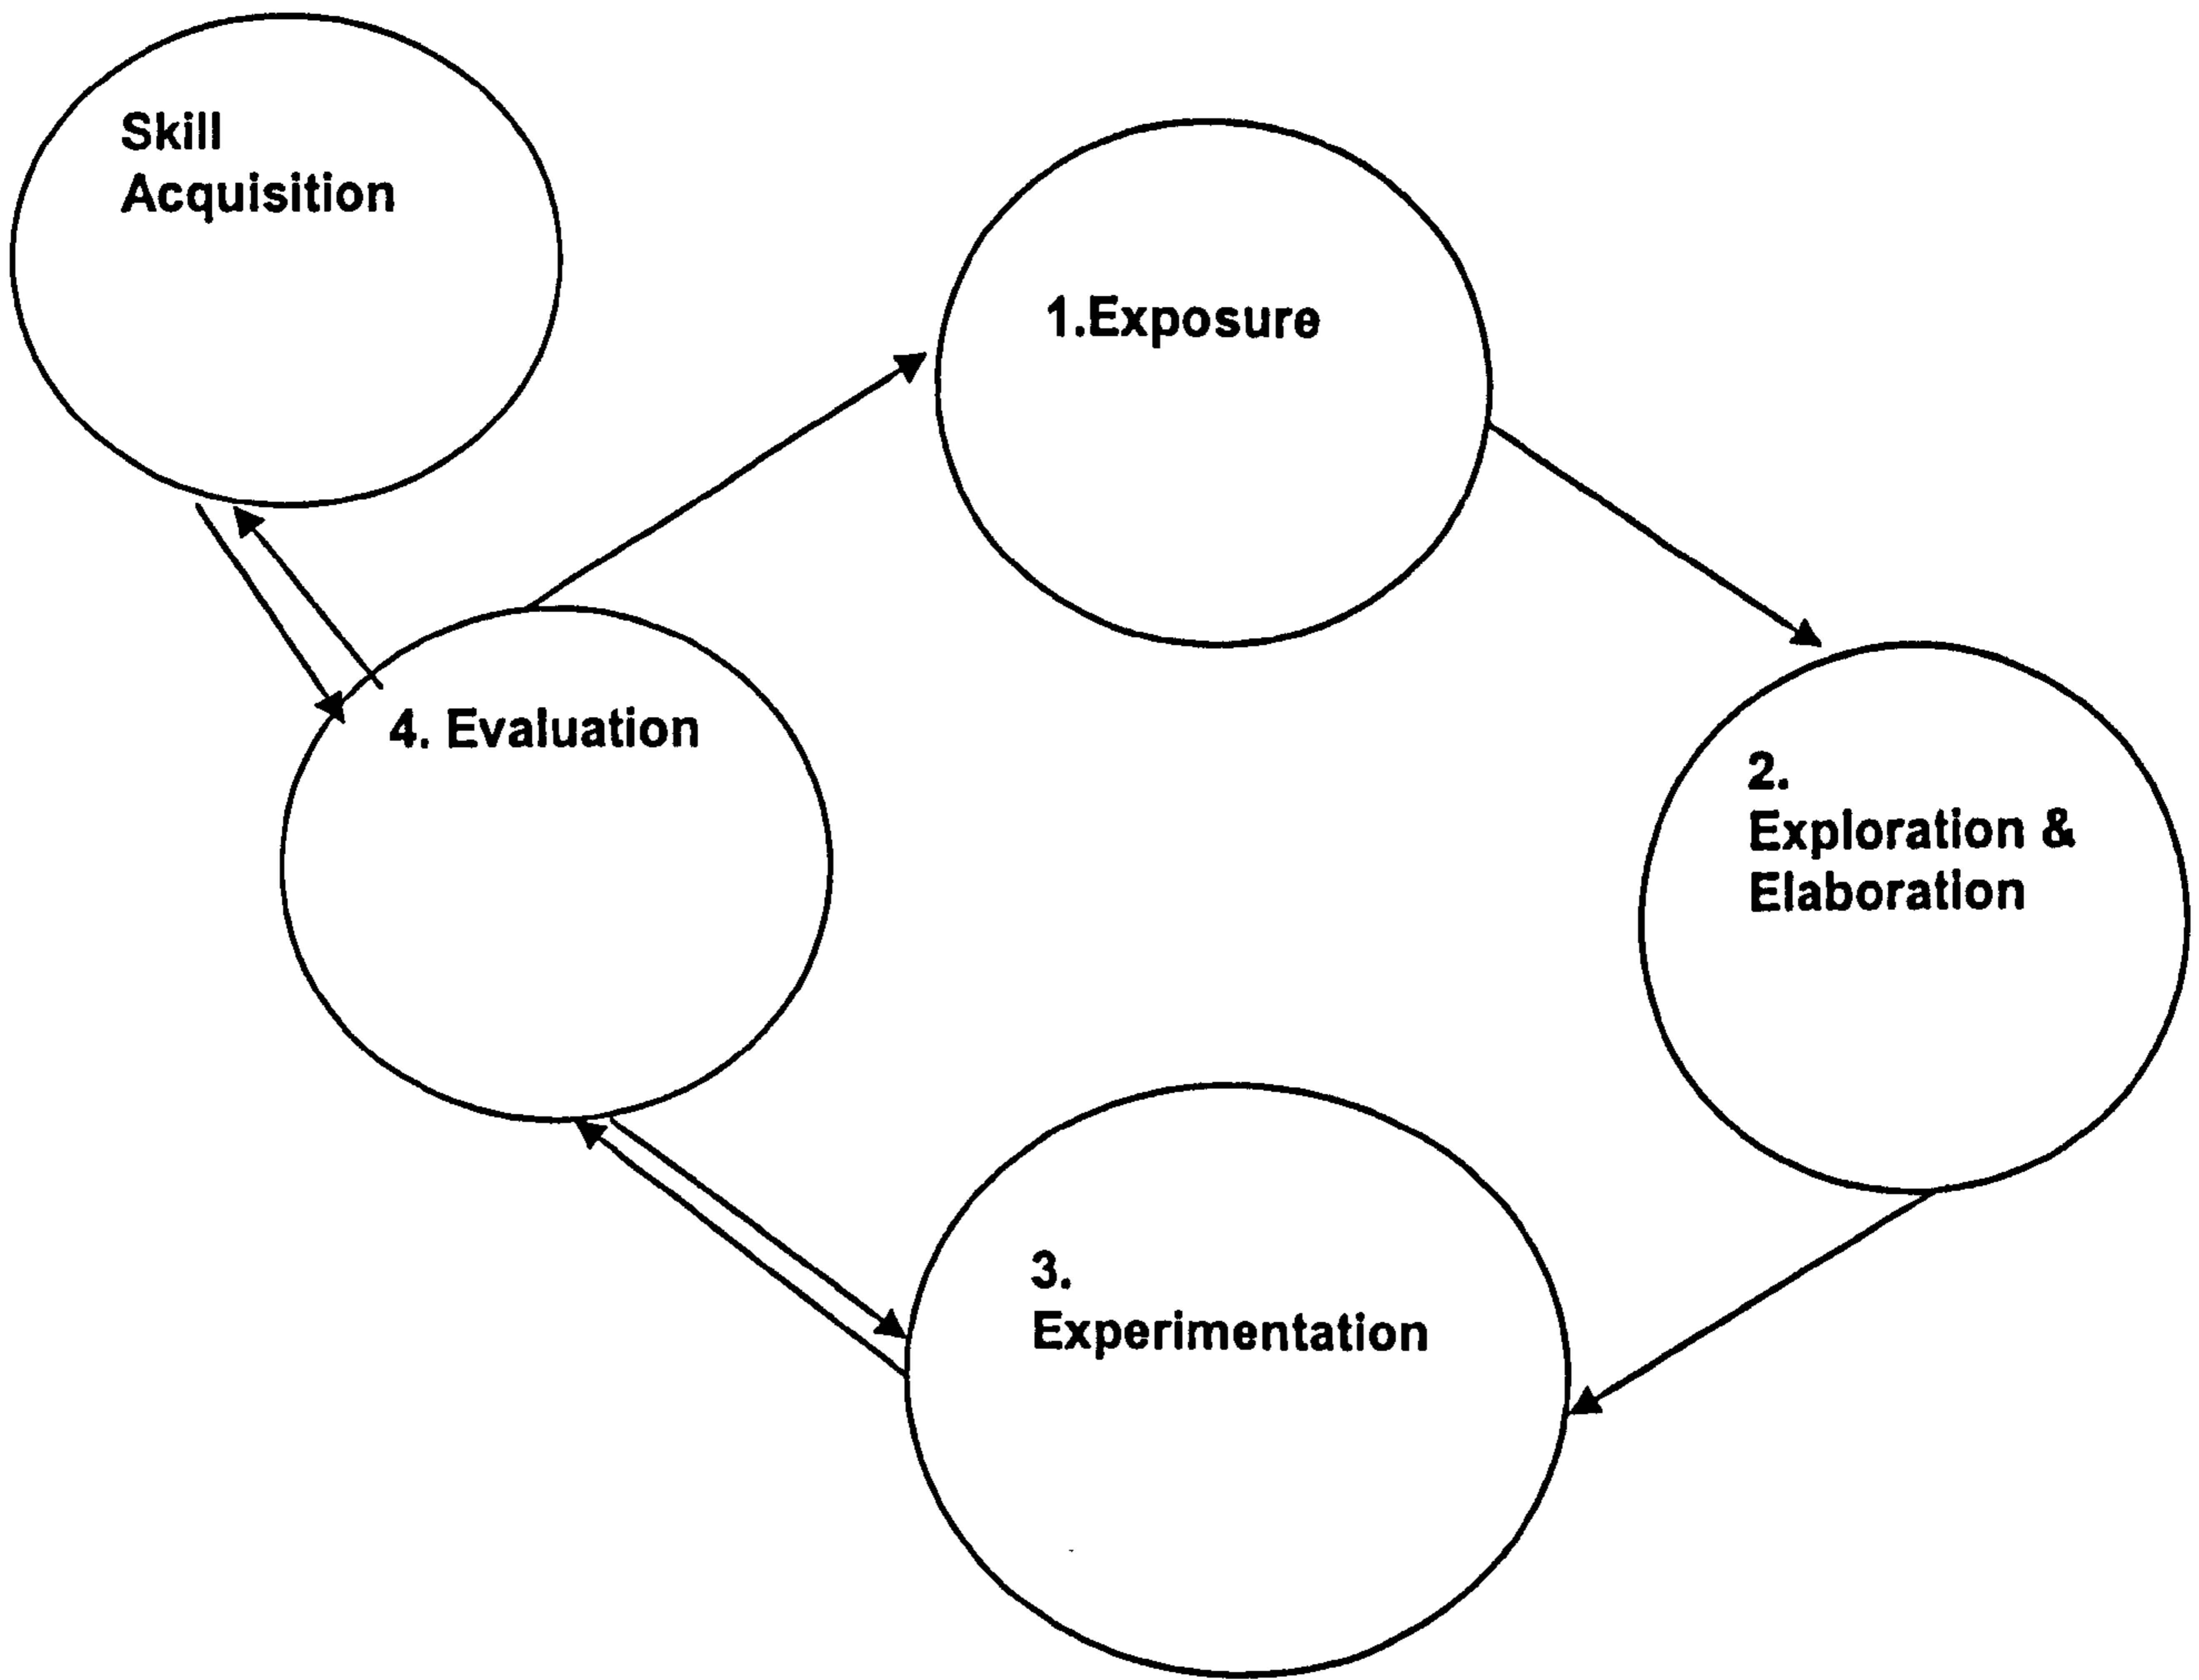 Skill
Acquisition
1.Exposure
4. Evaluation
2.
Exploration &
Elaboration
3.
Experimentation